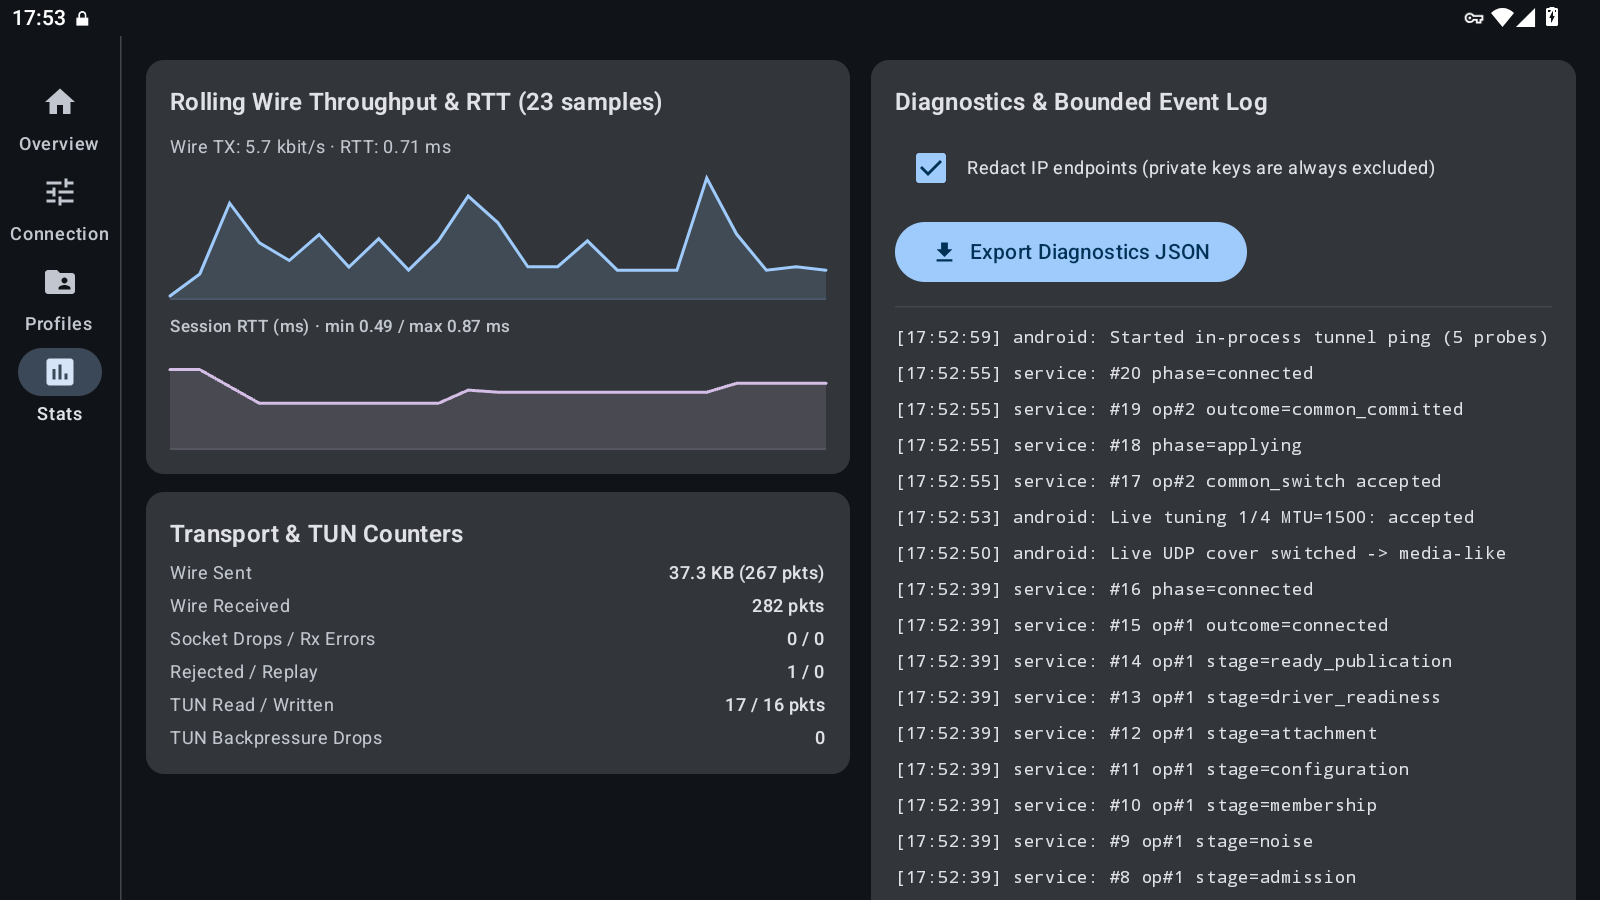 17:53
Overview
Connection
Profiles
Stats
Rolling Wire Throughput & RTT (23 samples)
Wire TX: 5.7 kbit/s · RTT: 0.71 ms
Session RTT (ms) · min 0.49 / max 0.87 ms
Transport & TUN Counters
Wire Sent 37.3 KB (267 pkts)
Wire Received 282 pkts
Socket Drops / Rx Errors 0 / 0
Rejected / Replay 1 / 0
TUN Read / Written 17 / 16 pkts
TUN Backpressure Drops 0
Diagnostics & Bounded Event Log
Redact IP endpoints (private keys are always excluded)
Export Diagnostics JSON
[17:52:59] android: Started in-process tunnel ping (5 probes)
[17:52:55] service: #20 phase=connected
[17:52:55] service: #19 op#2 outcome=common_committed
[17:52:55] service: #18 phase=applying
[17:52:55] service: #17 op#2 common_switch accepted
[17:52:53] android: Live tuning 1/4 MTU=1500: accepted
[17:52:50] android: Live UDP cover switched -> media-like
[17:52:39] service: #16 phase=connected
[17:52:39] service: #15 op#1 outcome=connected
[17:52:39] service: #14 op#1 stage=ready_publication
[17:52:39] service: #13 op#1 stage=driver_readiness
[17:52:39] service: #12 op#1 stage=attachment
[17:52:39] service: #11 op#1 stage=configuration
[17:52:39] service: #10 op#1 stage=membership
[17:52:39] service: #9 op#1 stage=noise
[17:52:39] service: #8 op#1 stage=admission